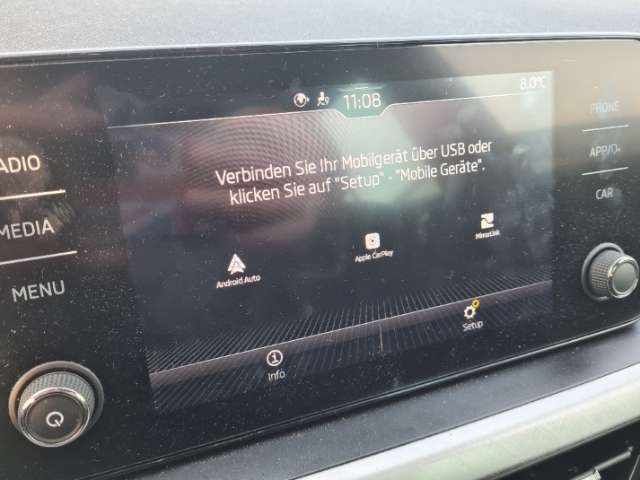 11:08
8.0°C
RADIO
MEDIA
MENU
PHONE
APP/
CAR
Verbinden Sie Ihr Mobilgerät über USB oder
klicken Sie auf "Setup" - "Mobile Geräte".
Android Auto
Apple CarPlay
MirrorLink
Info
Setup